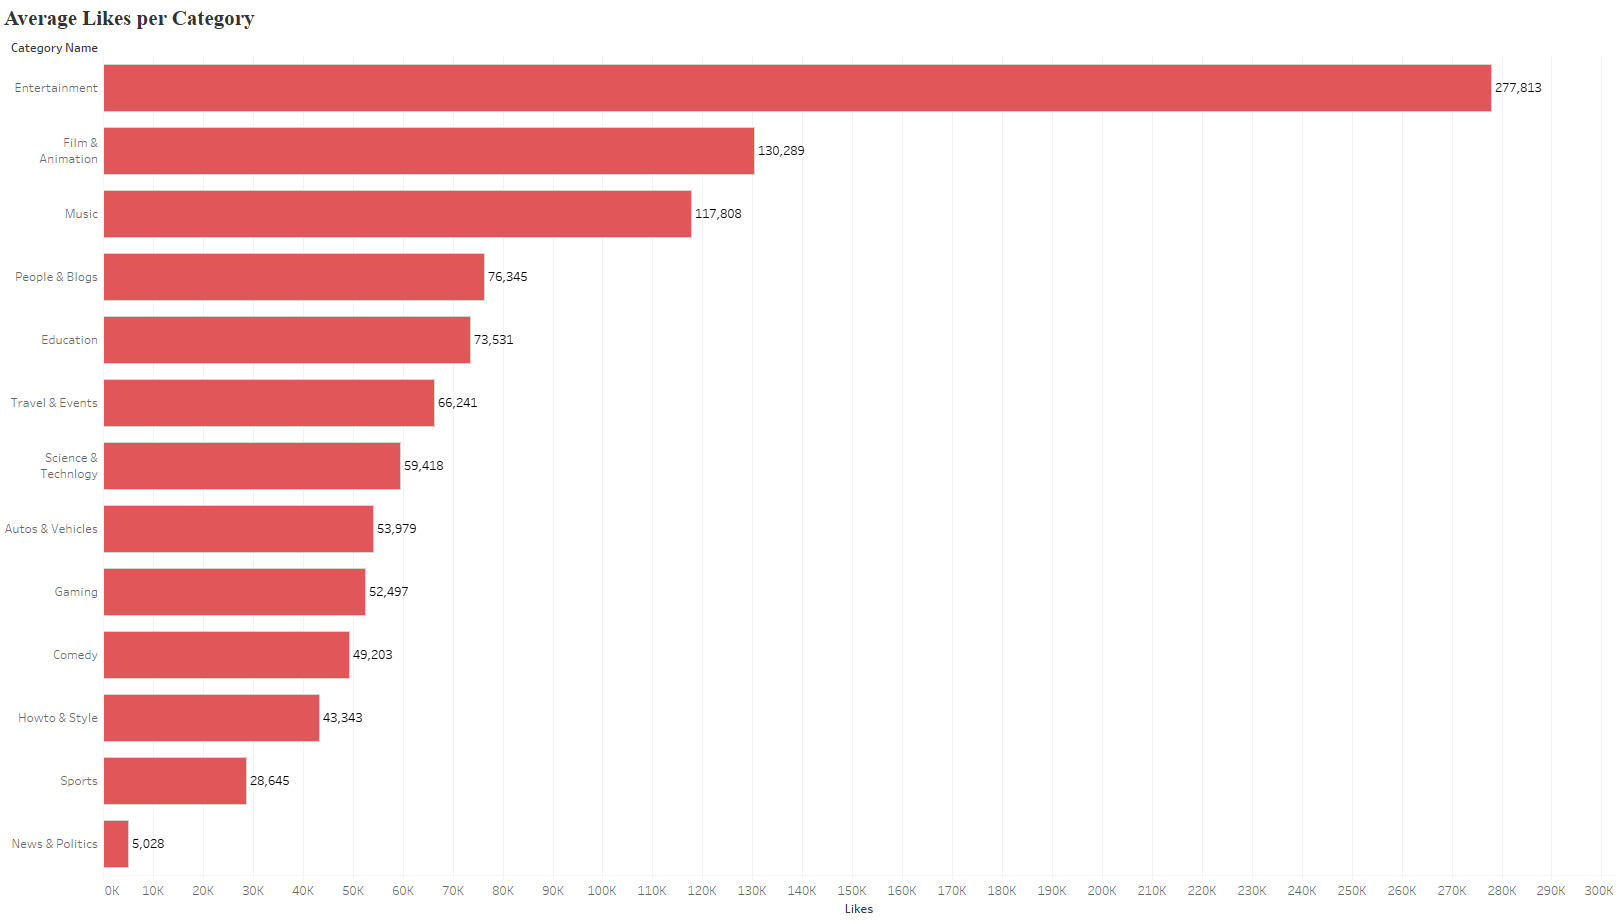 Average Likes per Category
Category Name
Entertainment
277,813
Film &
Animation
130,289
Music
117,808
People & Blogs
76,345
Education
73,531
Travel & Events
66,241
Science &
Technlogy
59,418
Autos & Vehicles
53,979
Gaming
52,497
Comedy
49,203
Howto & Style
43,343
Sports
28,645
News & Politics
5,028
0K 10K 20K 30K 40K 50K 60K 70K 80K 90K 100K 110K 120K 130K 140K 150K 160K 170K 180K 190K 200K 210K 220K 230K 240K 250K 260K 270K 280K 290K 300K
Likes